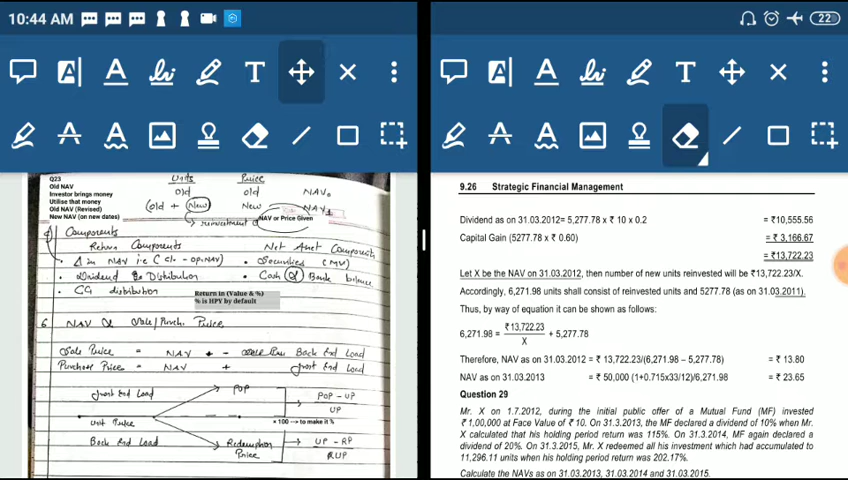 10:44 AM
22
Q23
Old NAV
Investor brings money
Utilise that money
Old NAV (Revised)
New NAV (on new dates)
Units Price
Old old NAV₀
(old + New) New NAV₁
reinvestment NAV or Price Given
Components
Return Components Net Asset Components
Δ in NAV i.e (Cl. - op. NAV) • Securities (MV)
• Dividend Distribution • Cash & Bank balance
• CG distribution
Return in (Value & %)
% is HPY by default
6 NAV & Sale/Purch. Price
Sale Price = NAV - Back End Load
Purchase Price = NAV + front End Load
front End Load POP
POP - UP
UP
Unit Price × 100 --> to make it %
Back End Load Redemption Price
UP - RP
9.26 Strategic Financial Management
Dividend as on 31.03.2012= 5,277.78 x ₹ 10 x 0.2 =₹10,555.56
Capital Gain (5277.78 x ₹ 0.60) = ₹ 3,166.67
= ₹13,722.23
Let X be the NAV on 31.03.2012, then number of new units reinvested will be ₹13,722.23/X.
Accordingly, 6,271.98 units shall consist of reinvested units and 5277.78 (as on 31.03.2011).
Thus, by way of equation it can be shown as follows:
6,271.98 = ₹ 13,722.23 / X + 5,277.78
Therefore, NAV as on 31.03.2012 = ₹ 13,722.23/(6,271.98 – 5,277.78) = ₹ 13.80
NAV as on 31.03.2013 = ₹ 50,000 (1+0.715x33/12)/6,271.98 = ₹ 23.65
Question 29
Mr. X on 1.7.2012, during the initial public offer of a Mutual Fund (MF) invested
₹ 1,00,000 at Face Value of ₹ 10. On 31.3.2013, the MF declared a dividend of 10% when Mr.
X calculated that his holding period return was 115%. On 31.3.2014, MF again declared a
dividend of 20%. On 31.3.2015, Mr. X redeemed all his investment which had accumulated to
11,296.11 units when his holding period return was 202.17%.
Calculate the NAVs as on 31.03.2013, 31.03.2014 and 31.03.2015.